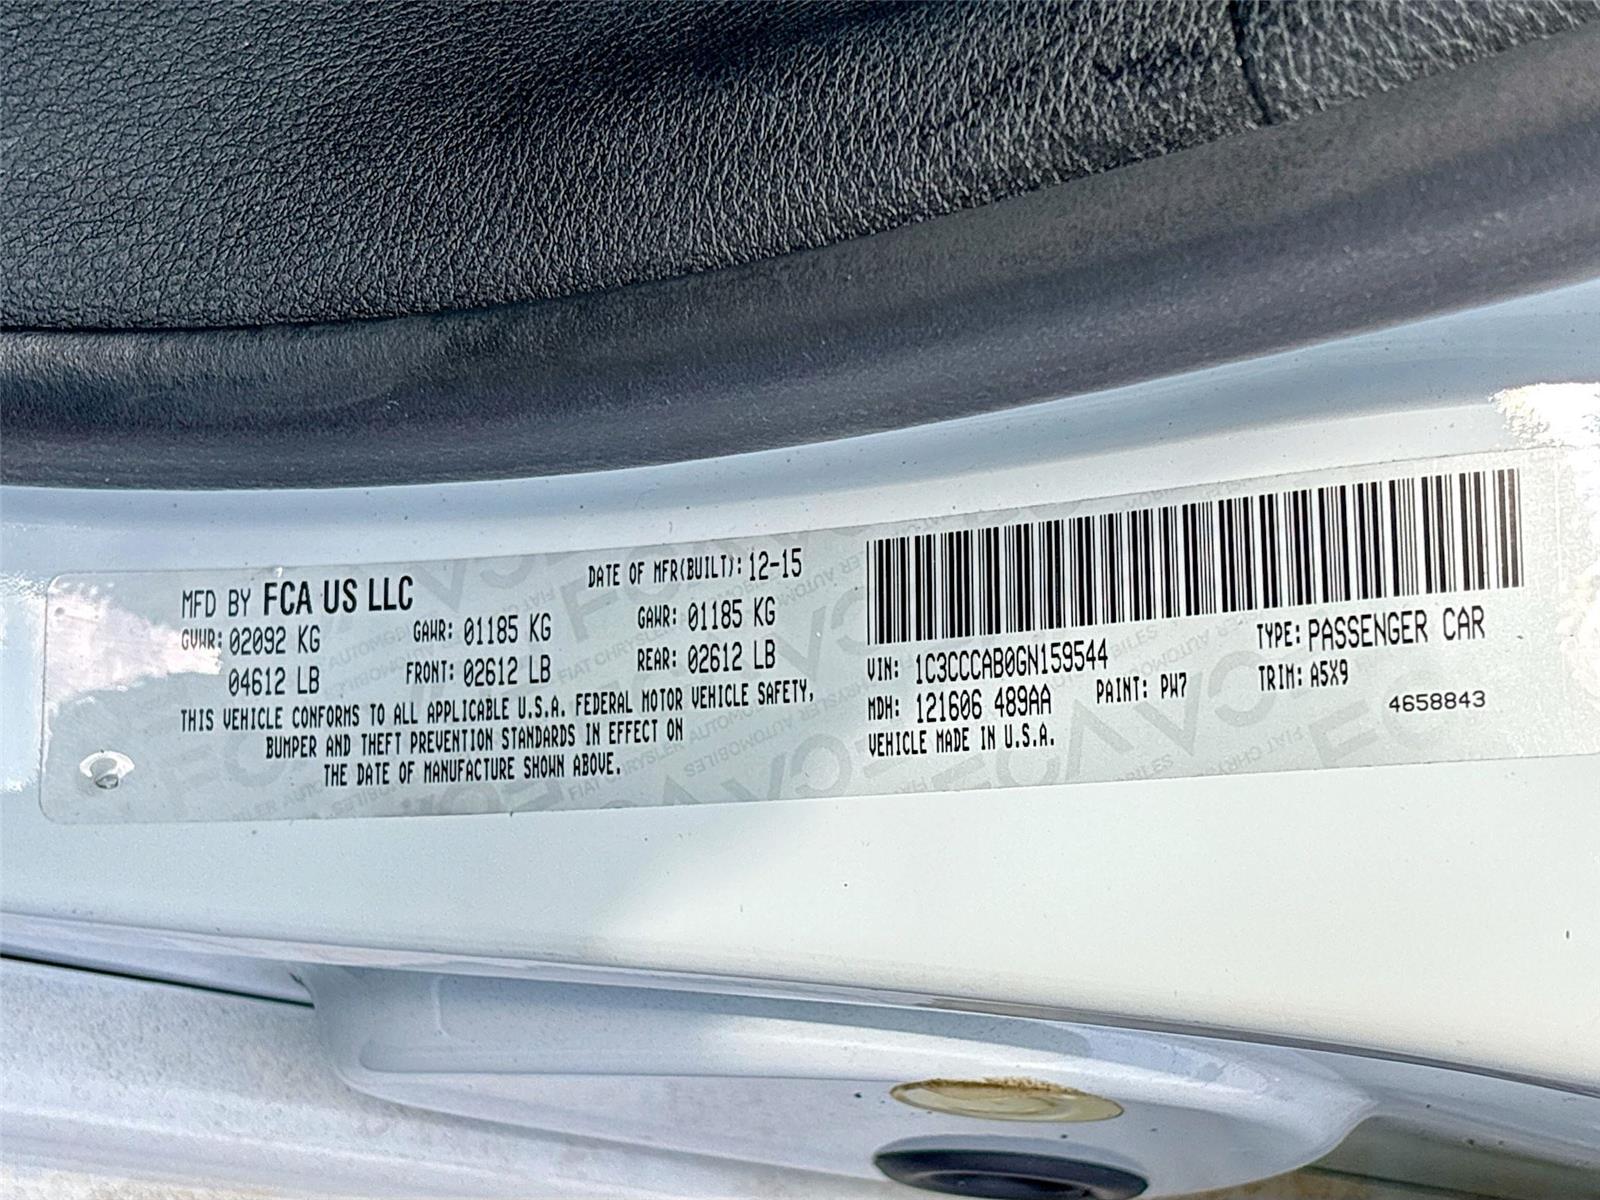 MFD BY FCA US LLC
DATE OF MFR(BUILT): 12-15
GVWR: 02092 KG
04612 LB
GAWR: 01185 KG
FRONT: 02612 LB
GAWR: 01185 KG
REAR: 02612 LB
THIS VEHICLE CONFORMS TO ALL APPLICABLE U.S.A. FEDERAL MOTOR VEHICLE SAFETY,
BUMPER AND THEFT PREVENTION STANDARDS IN EFFECT ON
THE DATE OF MANUFACTURE SHOWN ABOVE.
VIN: 1C3CCCAB0GN159544
TYPE: PASSENGER CAR
MDH: 121606 489AA
PAINT: PW7
TRIM: A5X9
VEHICLE MADE IN U.S.A.
4658843